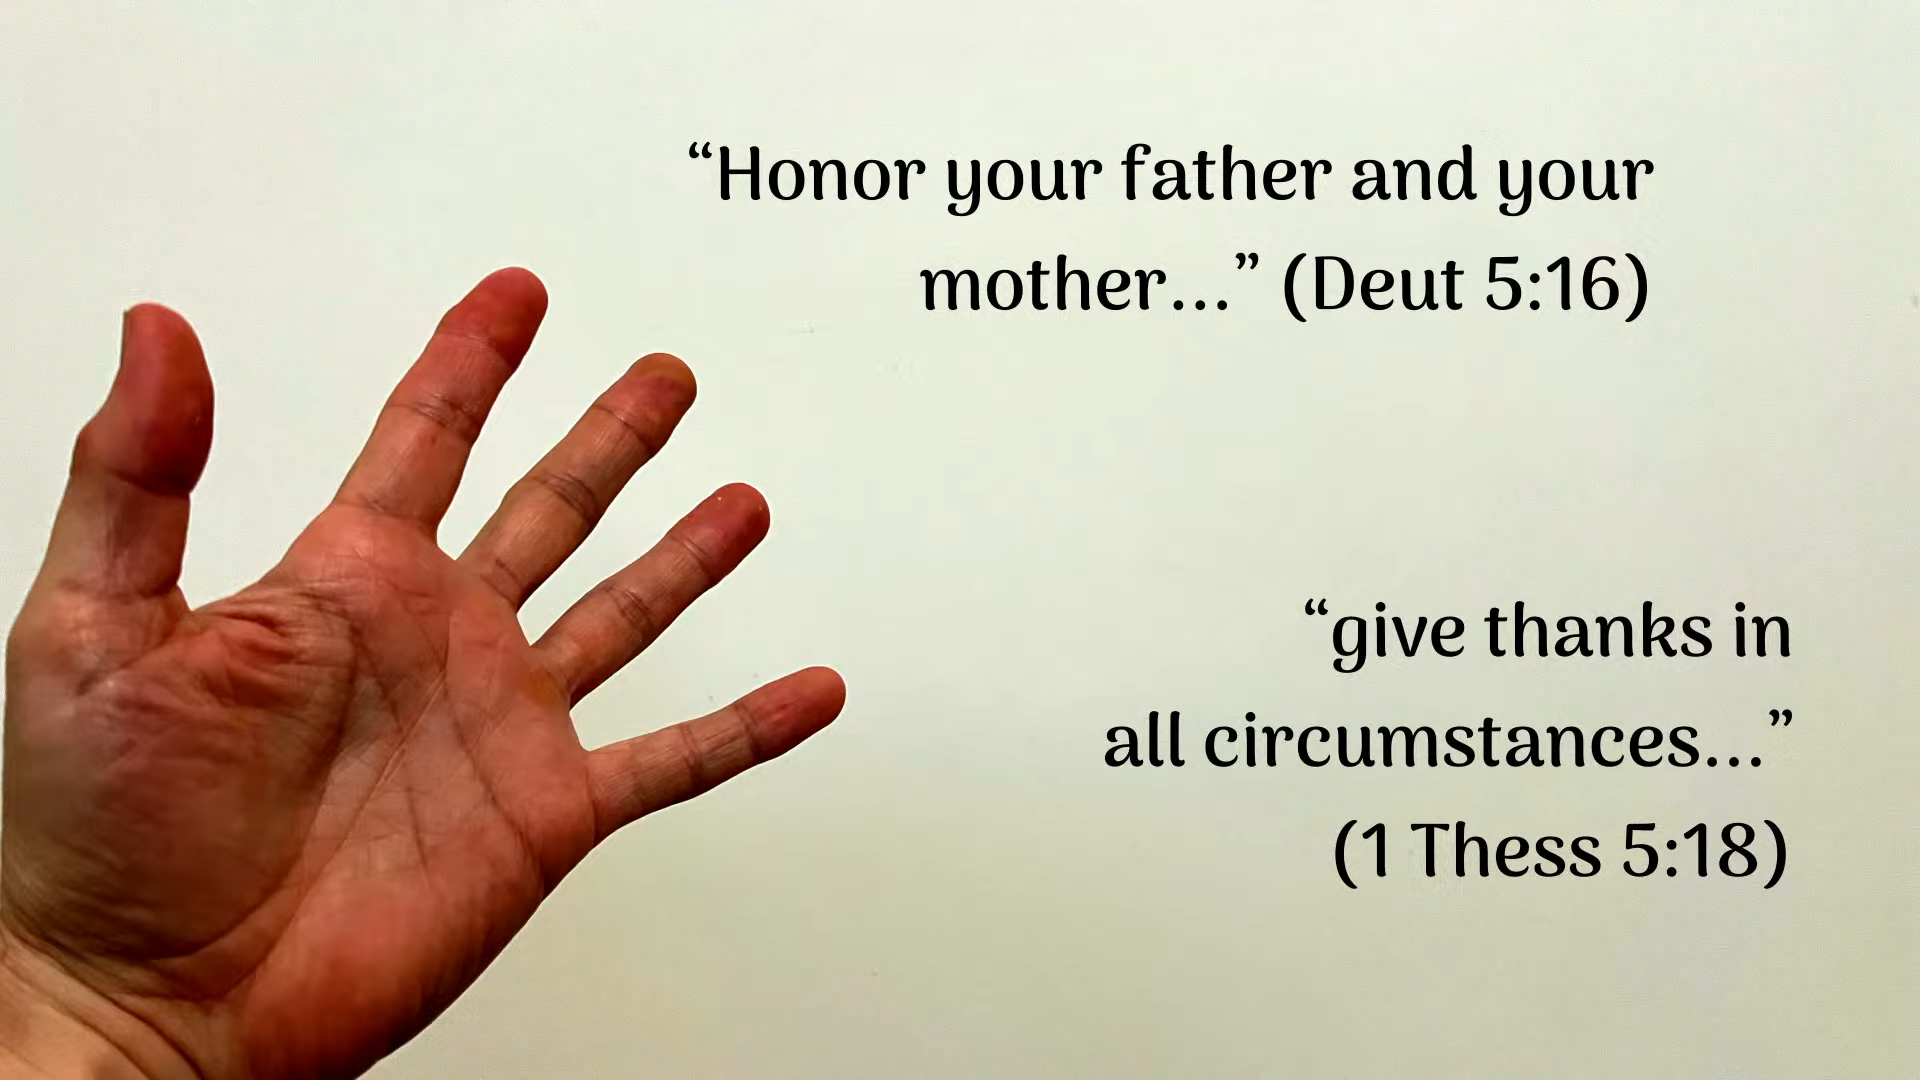 “Honor your father and your
mother...” (Deut 5:16)
“give thanks in
all circumstances...”
(1 Thess 5:18)